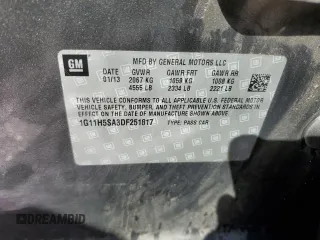 GM
MFD BY GENERAL MOTORS LLC
DATE GVWR GAWR FRT GAWR RR
01/13 2067 KG 1059 KG 1008 KG
4555 LB 2334 LB 2221 LB
THIS VEHICLE CONFORMS TO ALL APPLICABLE U.S. FEDERAL MOTOR VEHICLE
SAFETY, BUMPER, AND THEFT PREVENTION STANDARDS
IN EFFECT ON THE DATE OF MANUFACTURE SHOWN ABOVE.
1G11H5SA3DF251817 TYPE: PASS CAR
DREAMBID